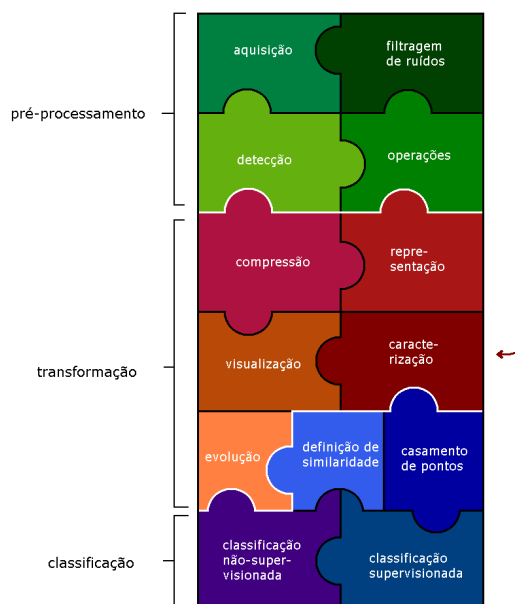 aquisição
filtragem
de ruídos
pré-processamento
detecção
operações
compressão
repre-
sentação
transformação
visualização
caracte-
rização
evolução
definição de
similaridade
casamento
de pontos
classificação
classificação
não-super-
visionada
classificação
supervisionada